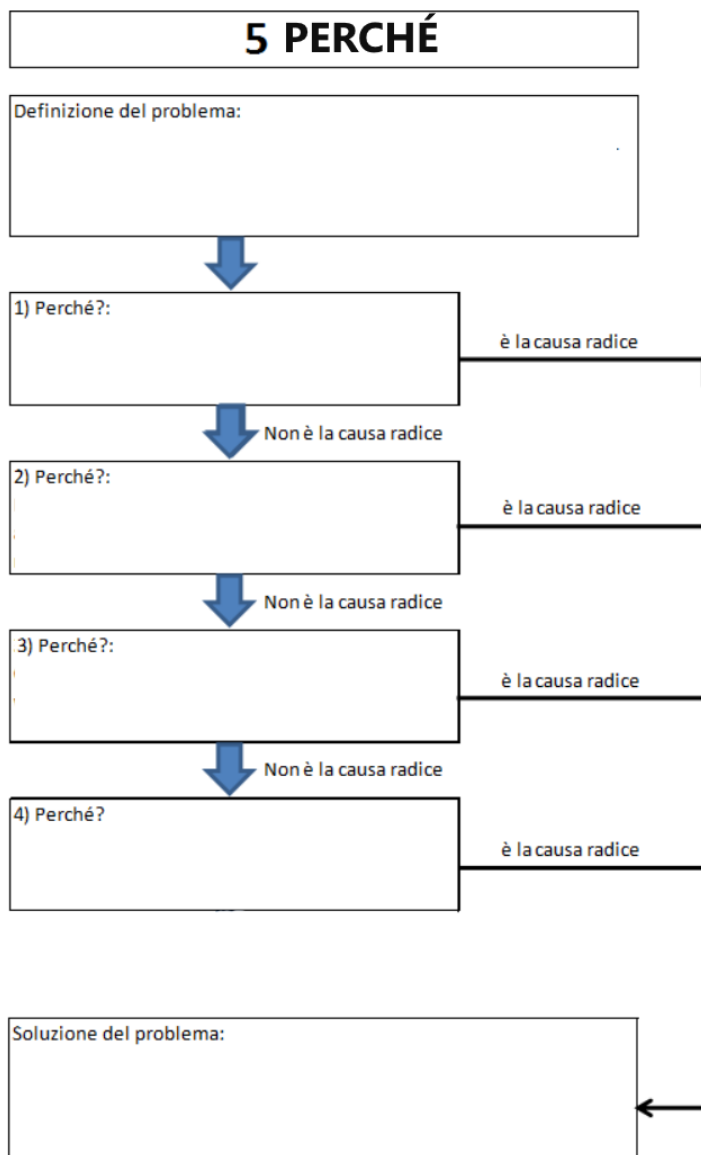 5 PERCHÉ
Definizione del problema:
1) Perché?:
è la causa radice
Non è la causa radice
2) Perché?:
è la causa radice
Non è la causa radice
3) Perché?:
è la causa radice
Non è la causa radice
4) Perché?
è la causa radice
Soluzione del problema: